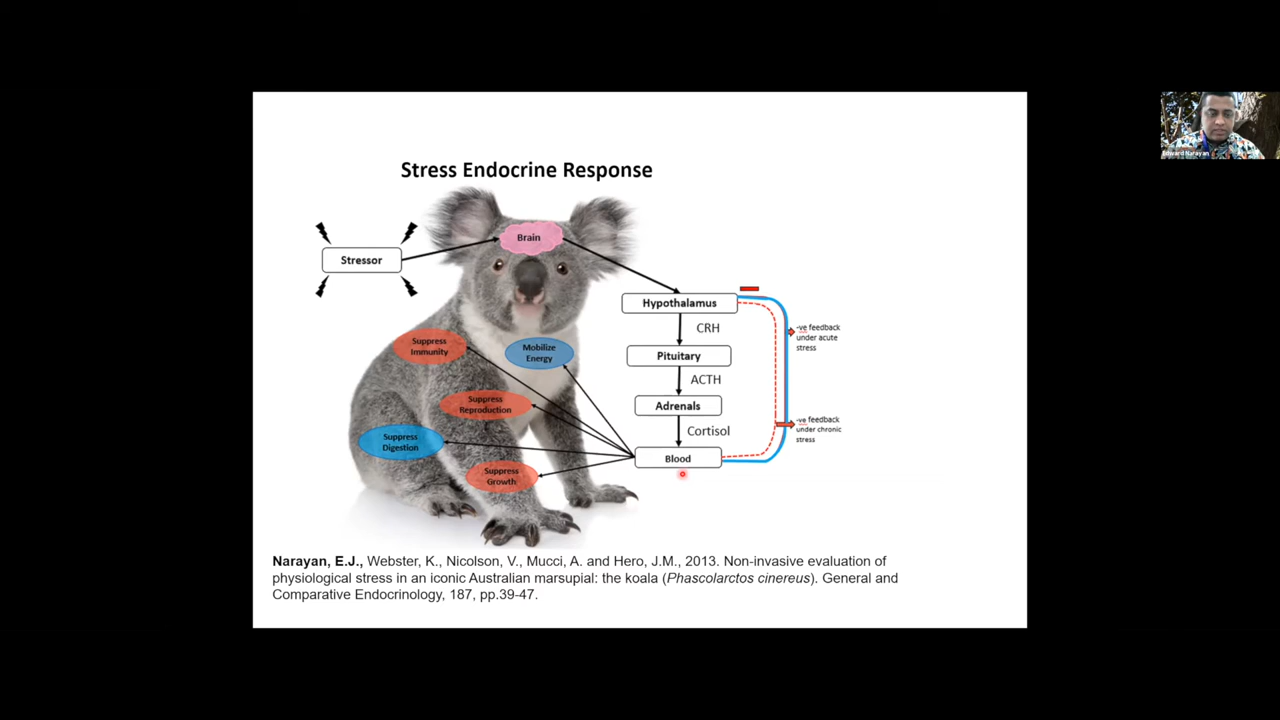 Stress Endocrine Response
Stressor
Brain
Hypothalamus
CRH
Pituitary
ACTH
Adrenals
Cortisol
Blood
-ve feedback
under acute
stress
-ve feedback
under chronic
stress
Suppress
Immunity
Mobilize
Energy
Suppress
Reproduction
Suppress
Digestion
Suppress
Growth
Narayan, E.J., Webster, K., Nicolson, V., Mucci, A. and Hero, J.M., 2013. Non-invasive evaluation of
physiological stress in an iconic Australian marsupial: the koala (Phascolarctos cinereus). General and
Comparative Endocrinology, 187, pp.39-47.
Edward Narayan